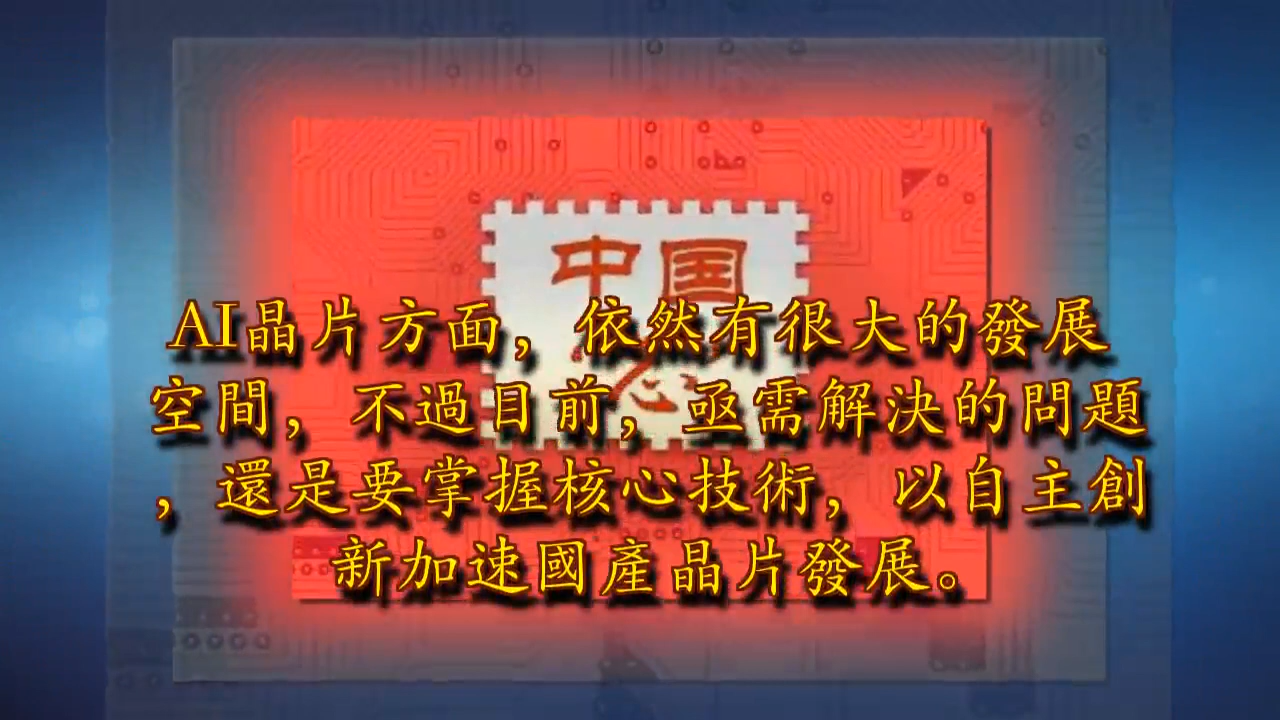 中国
心
AI晶片方面，依然有很大的發展
空間，不過目前，亟需解決的問題
，還是要掌握核心技術，以自主創
新加速國產晶片發展。